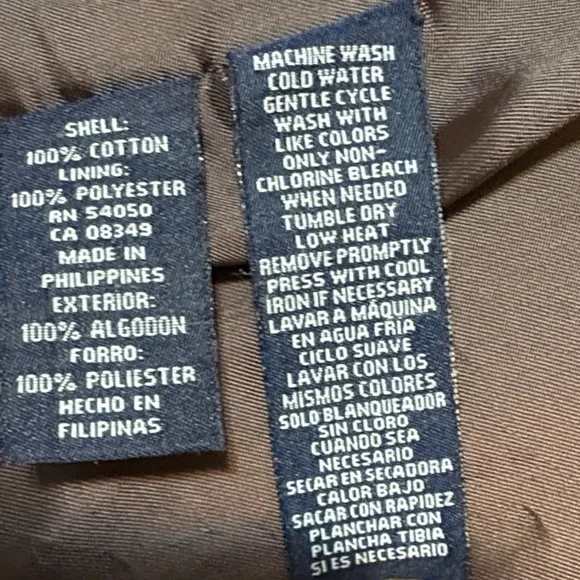 SHELL:
100% COTTON
LINING:
100% POLYESTER
RN 54050
CA 08349
MADE IN
PHILIPPINES
EXTERIOR:
100% ALGODON
FORRO:
100% POLIESTER
HECHO EN
FILIPINAS
MACHINE WASH
COLD WATER
GENTLE CYCLE
WASH WITH
LIKE COLORS
ONLY NON-
CHLORINE BLEACH
WHEN NEEDED
TUMBLE DRY
LOW HEAT
REMOVE PROMPTLY
PRESS WITH COOL
IRON IF NECESSARY
LAVAR A MÁQUINA
EN AGUA FRIA
CICLO SUAVE
LAVAR CON LOS
MISMOS COLORES
SOLO BLANQUEADOR
SIN CLORO
CUANDO SEA
NECESARIO
SECAR EN SECADORA
CALOR BAJO
SACAR CON RAPIDEZ
PLANCHAR CON
PLANCHA TIBIA
SI ES NECESARIO